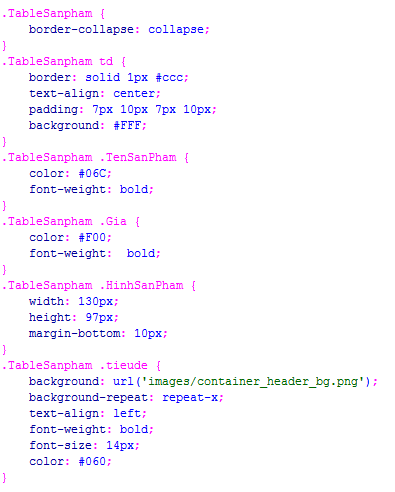 .TableSanpham {
border-collapse: collapse;
}
.TableSanpham td {
border: solid 1px #ccc;
text-align: center;
padding: 7px 10px 7px 10px;
background: #FFF;
}
.TableSanpham .TenSanPham {
color: #06C;
font-weight: bold;
}
.TableSanpham .Gia {
color: #F00;
font-weight:  bold;
}
.TableSanpham .HinhSanPham {
width: 130px;
height: 97px;
margin-bottom: 10px;
}
.TableSanpham .tieude {
background: url('images/container_header_bg.png');
background-repeat: repeat-x;
text-align: left;
font-weight: bold;
font-size: 14px;
color: #060;
}